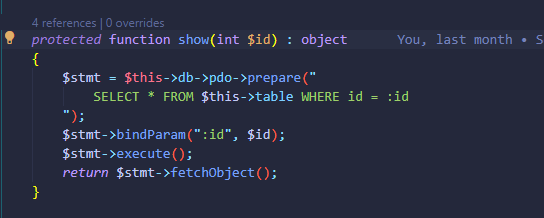 4 references | 0 overrides
protected function show(int $id) : object You, last month • S
{
$stmt = $this->db->pdo->prepare("
SELECT * FROM $this->table WHERE id = :id
");
$stmt->bindParam(":id", $id);
$stmt->execute();
return $stmt->fetchObject();
}